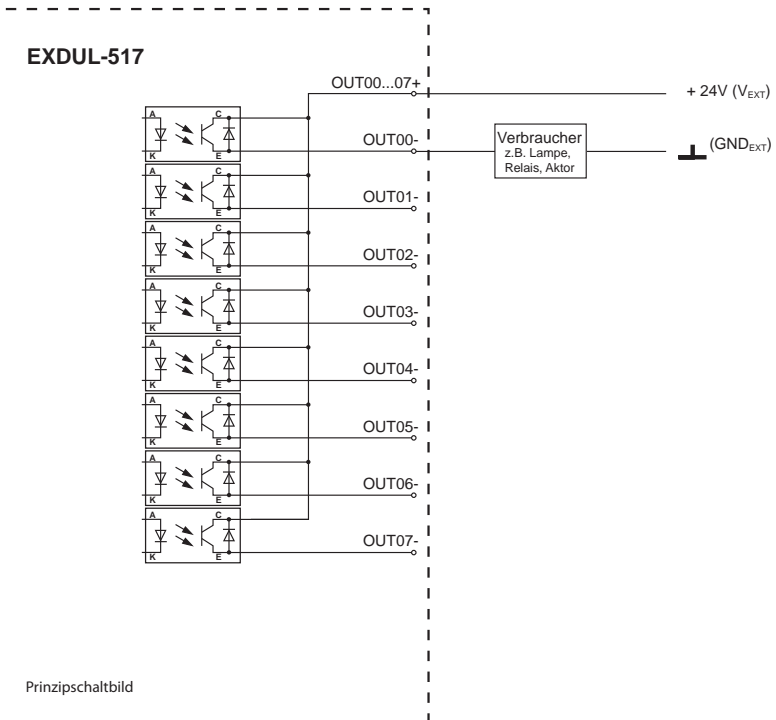 EXDUL-517
OUT00...07+
+ 24V (VEXT)
A
C
K
E
OUT00-
Verbraucher
z.B. Lampe,
Relais, Aktor
(GNDEXT)
A
C
K
E
OUT01-
A
C
K
E
OUT02-
A
C
K
E
OUT03-
A
C
K
E
OUT04-
A
C
K
E
OUT05-
A
C
K
E
OUT06-
A
C
K
E
OUT07-
Prinzipschaltbild